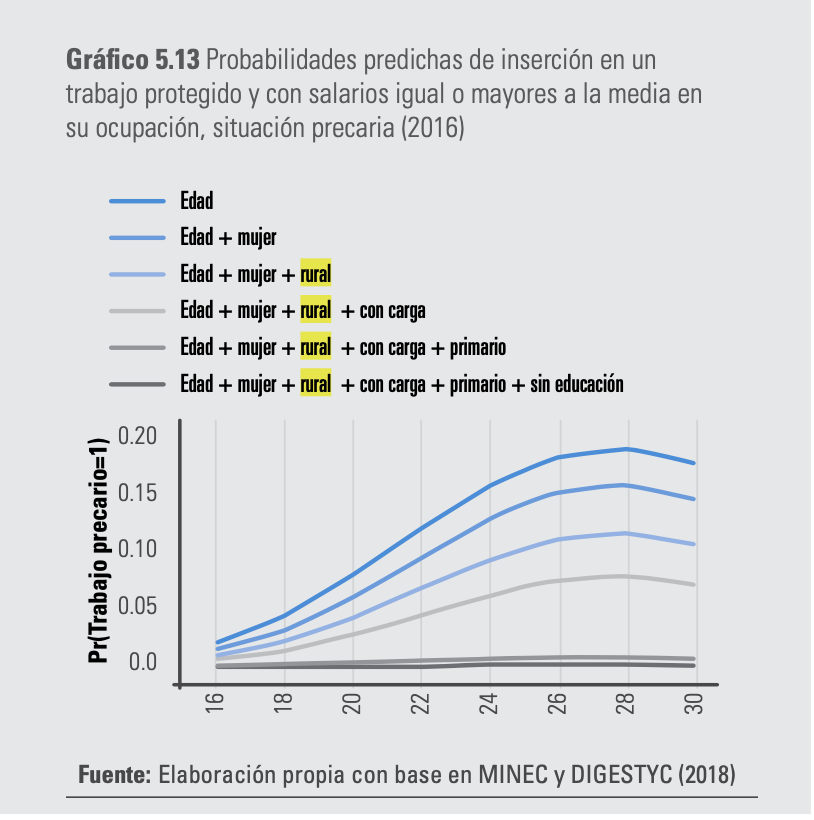 Gráfico 5.13 Probabilidades predichas de inserción en un
trabajo protegido y con salarios igual o mayores a la media en
su ocupación, situación precaria (2016)
Edad
Edad + mujer
Edad + mujer + rural
Edad + mujer + rural + con carga
Edad + mujer + rural + con carga + primario
Edad + mujer + rural + con carga + primario + sin educación
Pr(Trabajo precario=1)
0.20
0.15
0.10
0.05
0.0
16 18 20 22 24 26 28 30
Fuente: Elaboración propia con base en MINEC y DIGESTYC (2018)